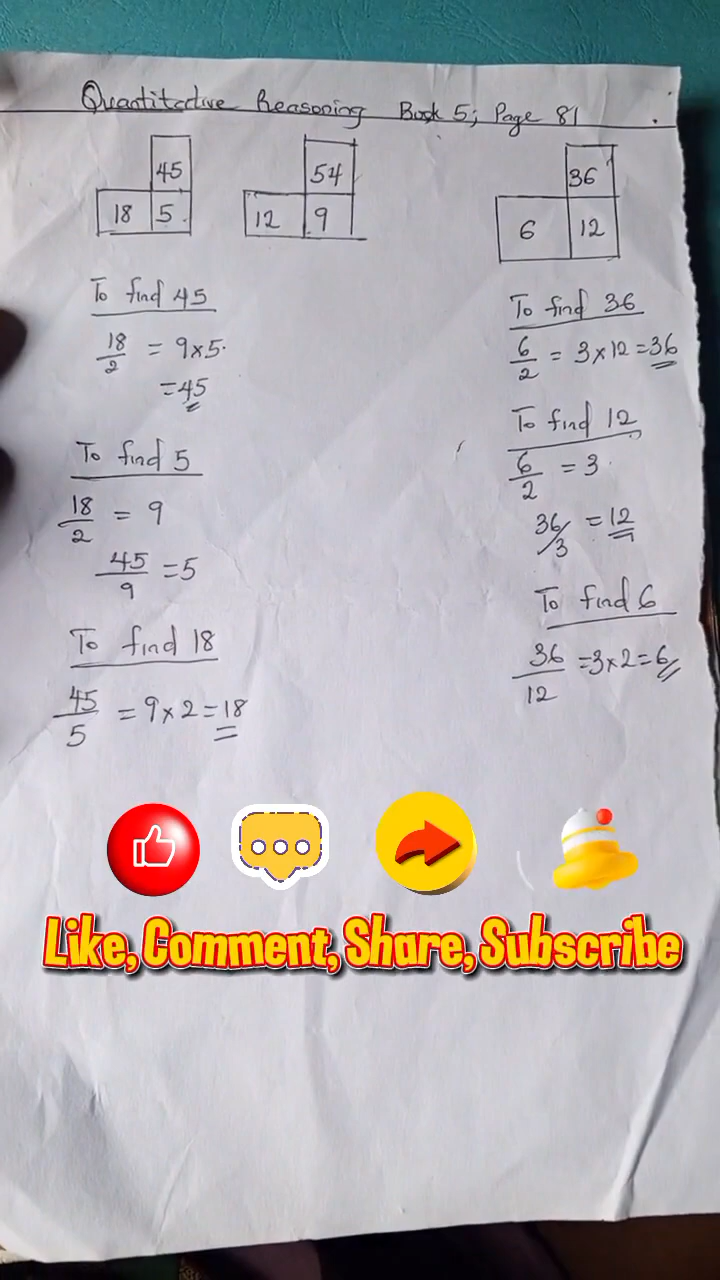 Quantitative Reasoning Book 5; Page 81
45
18 5
54
12 9
36
6 12
To find 45
18/2 = 9x5.
=45
To find 5
18/2 = 9
45/9 =5
To find 18
45/5 = 9x2=18
To find 36
6/2 = 3x12=36
To find 12
6/2 = 3
36/3 =12
To find 6
36/12 =3x2=6
Like, Comment, Share, Subscribe